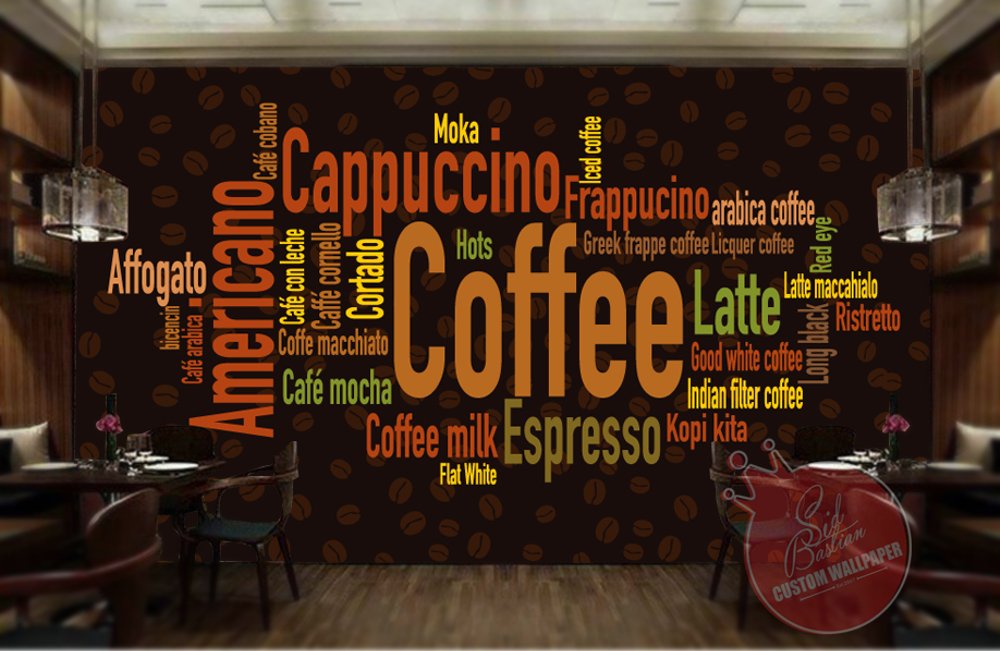 Moka
Iced coffee
Café cobano
Cappuccino
Frappucino
arabica coffee
Americano
Café con leche
Caffé cornello
Cortado
Hots
Greek frappe coffee
Licquer coffee
Red eye
Affogato
Coffee
Latte
Latte maccahialo
bicencin
Café arabica
Coffe macchiato
Long black
Ristretto
Good white coffee
Café mocha
Indian filter coffee
Coffee milk
Espresso
Kopi kita
Flat White
Sid
Bastian
CUSTOM WALLPAPER